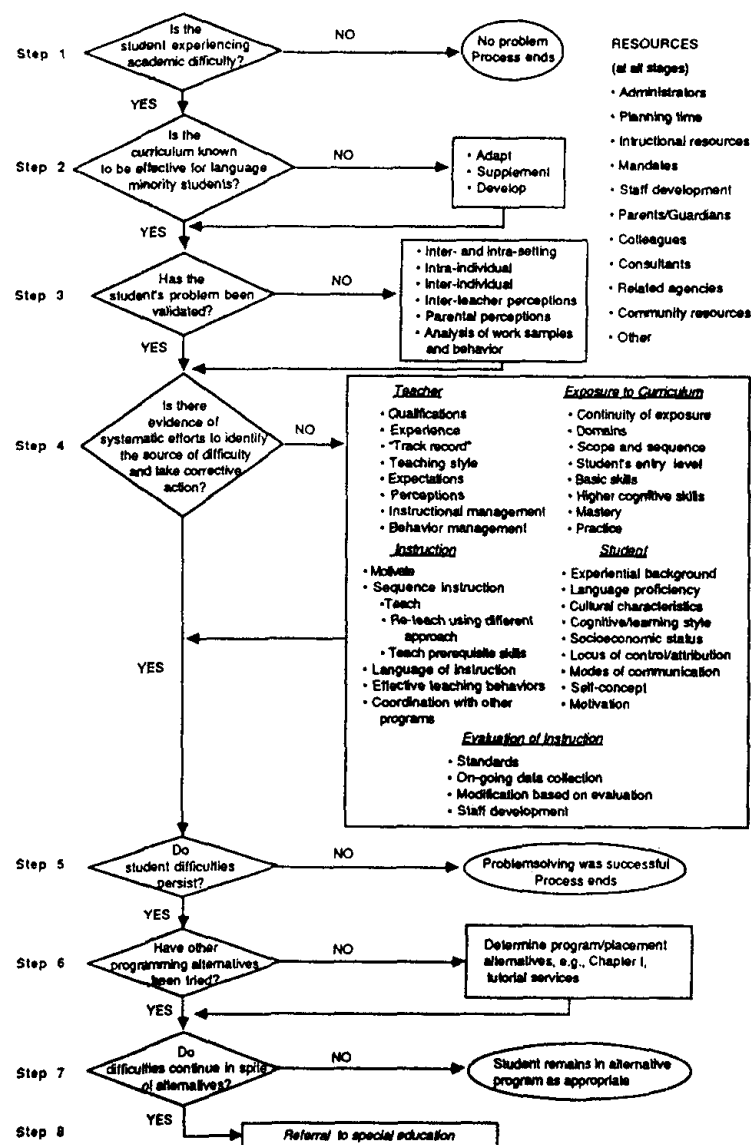 Step 1
Is the
student experiencing
academic difficulty?
NO
No problem
Process ends
YES
RESOURCES
(at all stages)
• Administrators
• Planning time
• Intructional resources
• Mandates
• Staff development
• Parents/Guardians
• Colleagues
• Consultants
• Related agencies
• Community resources
• Other
Step 2
Is the
curriculum known
to be effective for language
minority students?
NO
• Adapt
• Supplement
• Develop
YES
Step 3
Has the
student's problem been
validated?
NO
• Inter- and intra-setting
• Intra-individual
• Inter-individual
• Inter-teacher perceptions
• Parental perceptions
• Analysis of work samples
and behavior
YES
Step 4
Is there
evidence of
systematic efforts to identify
the source of difficulty
and take corrective
action?
NO
Teacher
• Qualifications
• Experience
• "Track record"
• Teaching style
• Expectations
• Perceptions
• Instructional management
• Behavior management
Exposure to Curriculum
• Continuity of exposure
• Domains
• Scope and sequence
• Student's entry level
• Basic skills
• Higher cognitive skills
• Mastery
• Practice
Instruction
• Motivate
• Sequence instruction
• Teach
• Re-teach using different
approach
• Teach prerequisite skills
• Language of instruction
• Effective teaching behaviors
• Coordination with other
programs
Student
• Experiential background
• Language proficiency
• Cultural characteristics
• Cognitive/learning style
• Socioeconomic status
• Locus of control/attribution
• Modes of communication
• Self-concept
• Motivation
Evaluation of Instruction
• Standards
• On-going data collection
• Modification based on evaluation
• Staff development
YES
Step 5
Do
student difficulties
persist?
NO
Problemsolving was successful
Process ends
YES
Step 6
Have other
programming alternatives
been tried?
NO
Determine program/placement
alternatives, e.g., Chapter I,
tutorial services
YES
Step 7
Do
difficulties continue in spite
of alternatives?
NO
Student remains in alternative
program as appropriate
YES
Step 8
Referral to special education